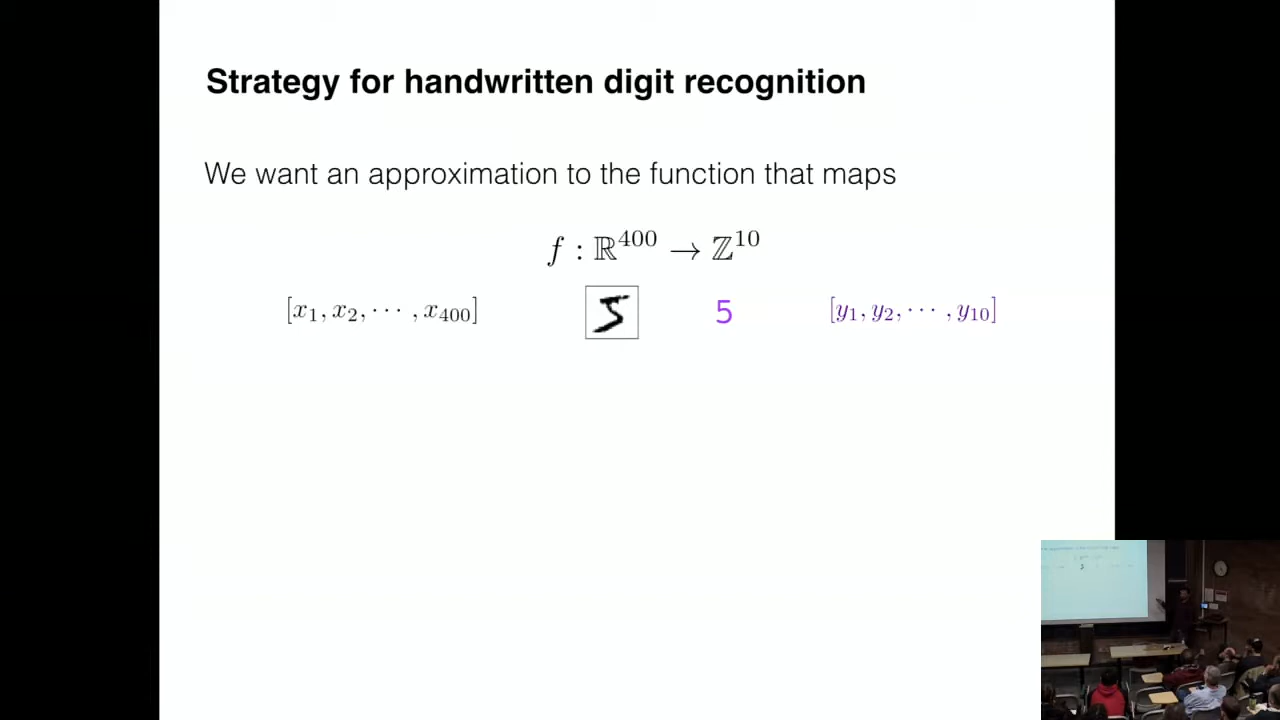 Strategy for handwritten digit recognition
We want an approximation to the function that maps
f : ℝ^400 → ℤ^10
[x_1, x_2, ⋯ , x_400] 5 5 [y_1, y_2, ⋯ , y_10]